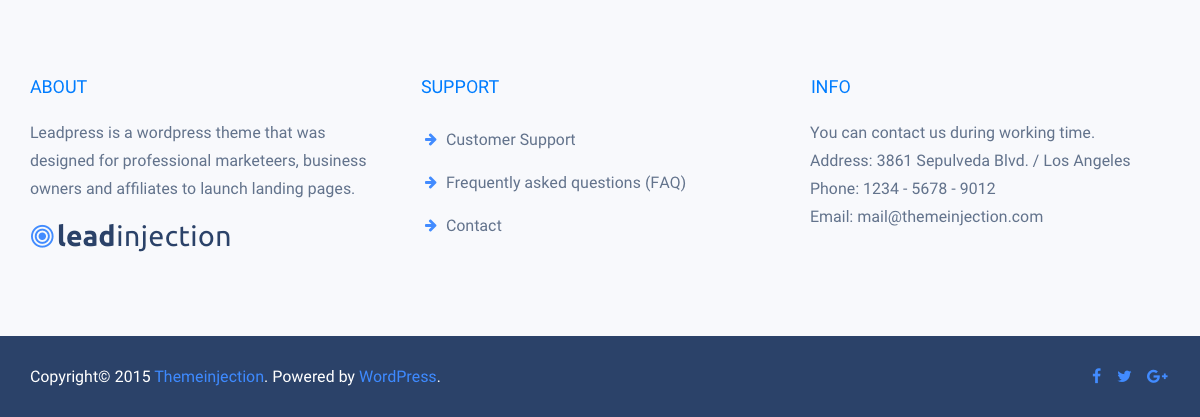 ABOUT
Leadpress is a wordpress theme that was
designed for professional marketeers, business
owners and affiliates to launch landing pages.
leadinjection
SUPPORT
Customer Support
Frequently asked questions (FAQ)
Contact
INFO
You can contact us during working time.
Address: 3861 Sepulveda Blvd. / Los Angeles
Phone: 1234 - 5678 - 9012
Email: mail@themeinjection.com
Copyright© 2015 Themeinjection. Powered by WordPress.